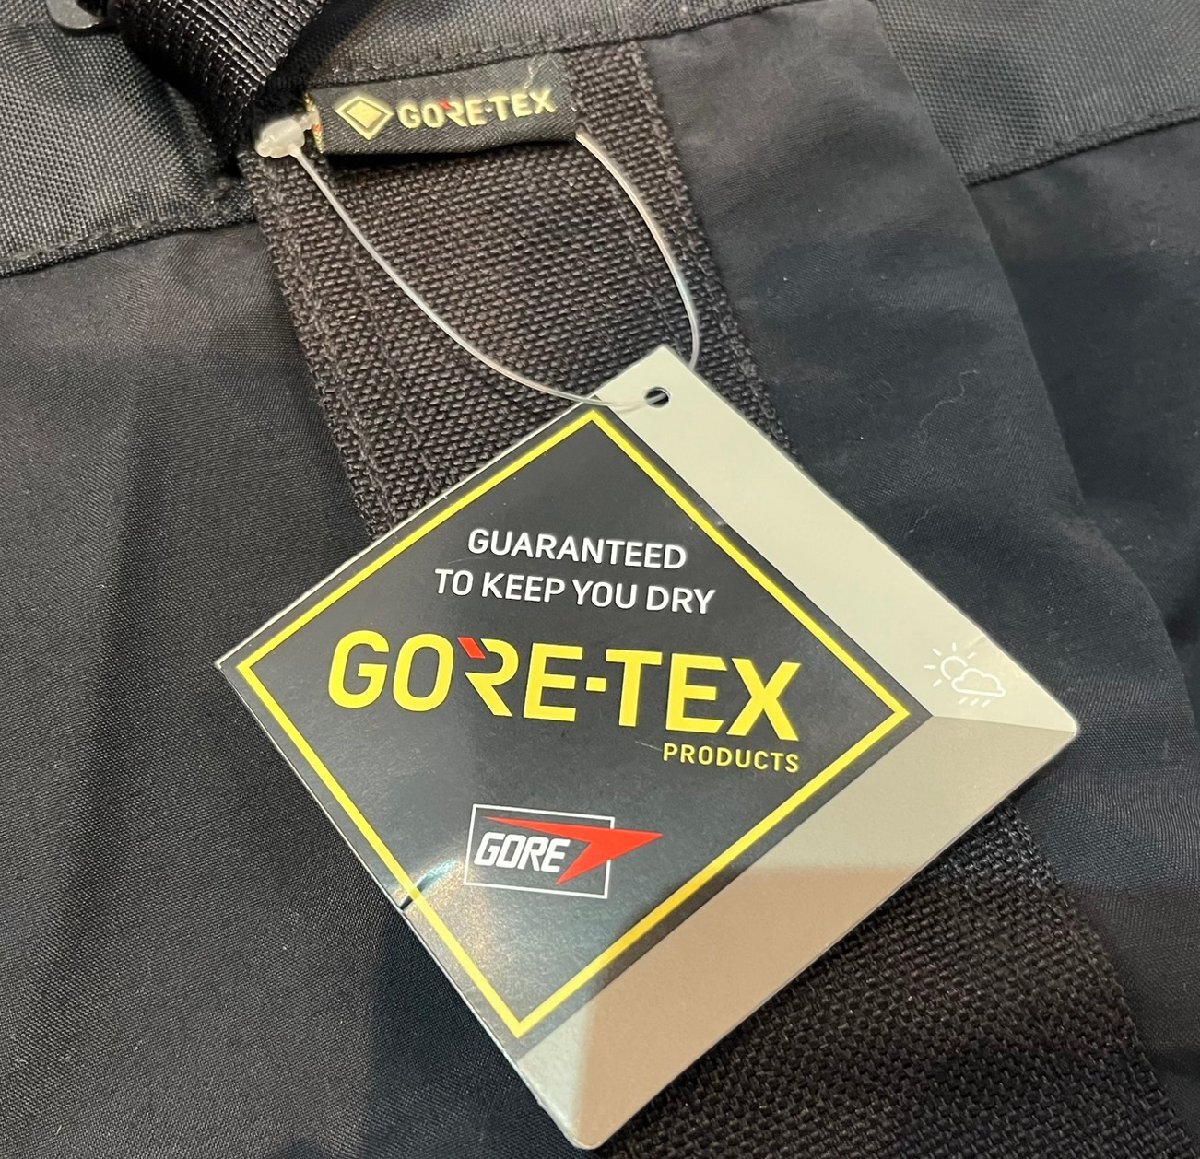 GORE-TEX
GUARANTEED
TO KEEP YOU DRY
GORE-TEX
PRODUCTS
GORE